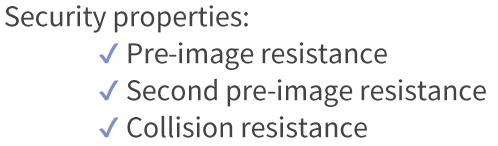 Security properties:
✓ Pre-image resistance
✓ Second pre-image resistance
✓ Collision resistance